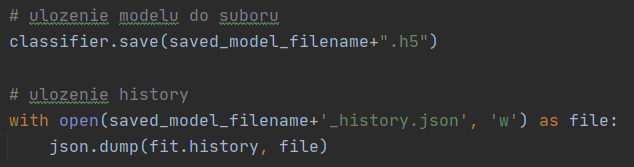 # ulozenie modelu do suboru
classifier.save(saved_model_filename+".h5")
# ulozenie history
with open(saved_model_filename+'_history.json', 'w') as file:
json.dump(fit.history, file)